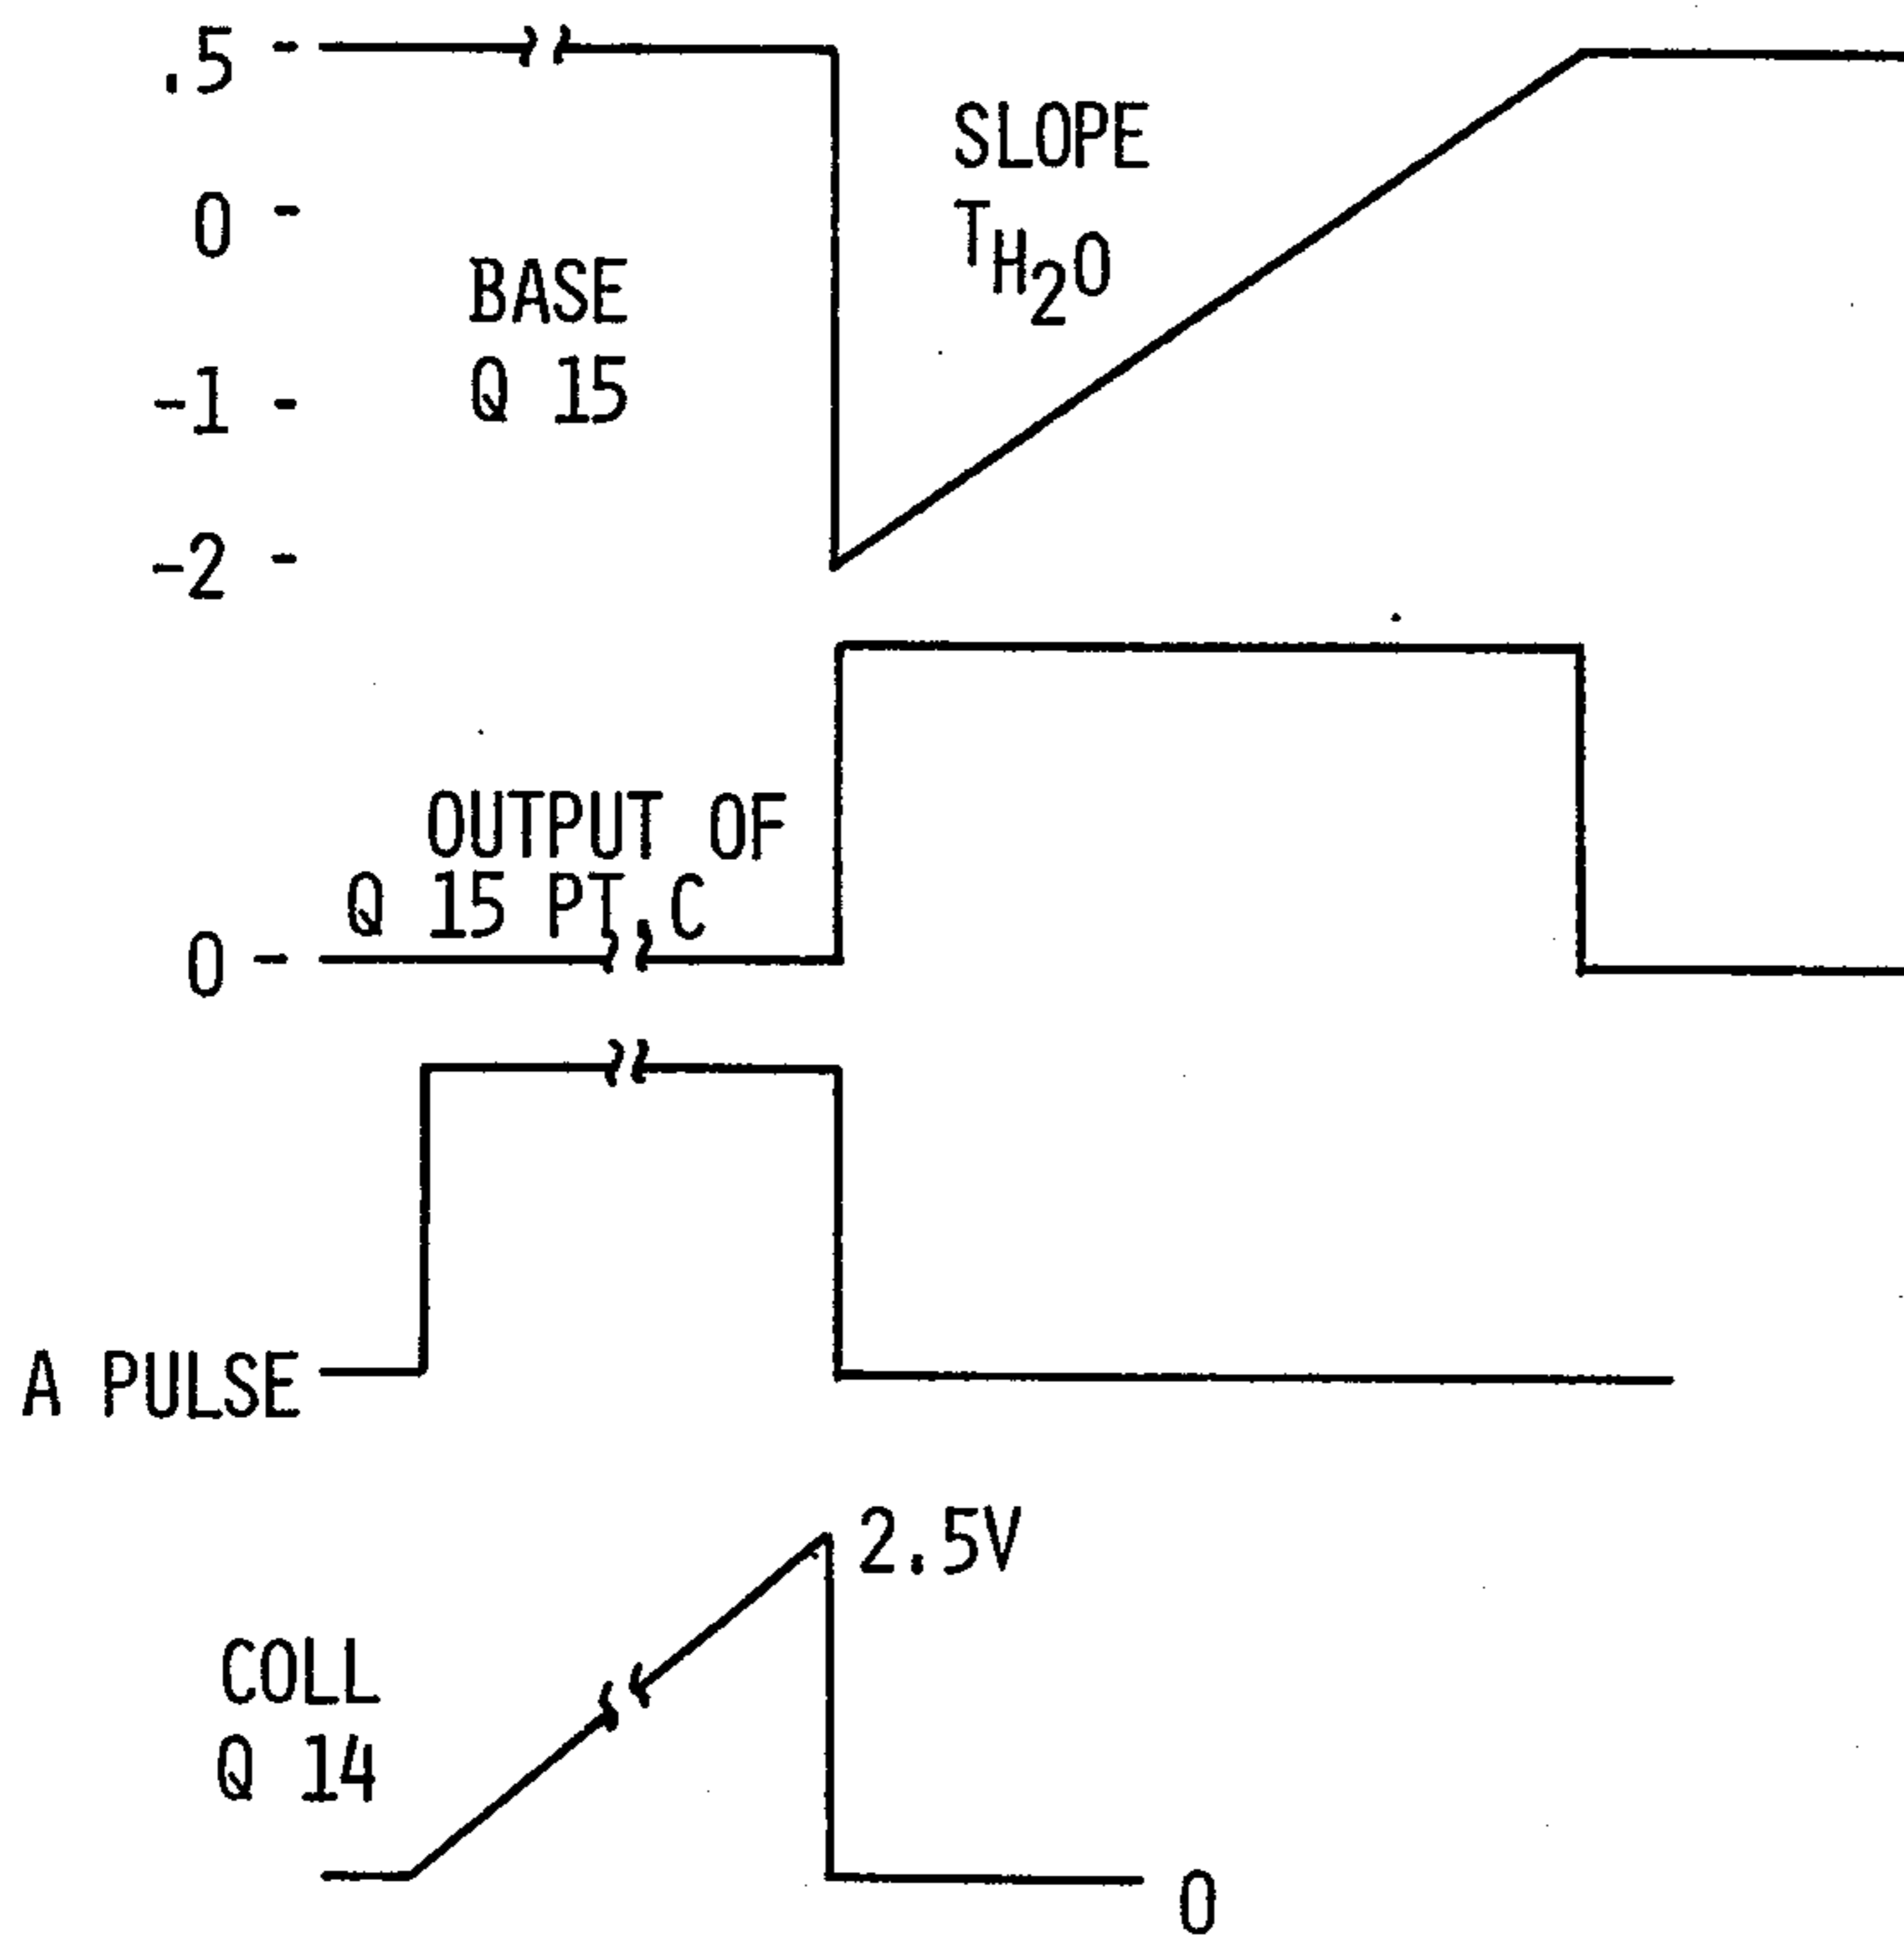 .5 -
0 -
-1 -
-2 -
BASE
Q 15
SLOPE
TH2O
OUTPUT OF
Q 15 PT.C
0 -
A PULSE
2.5V
COLL
Q 14
0